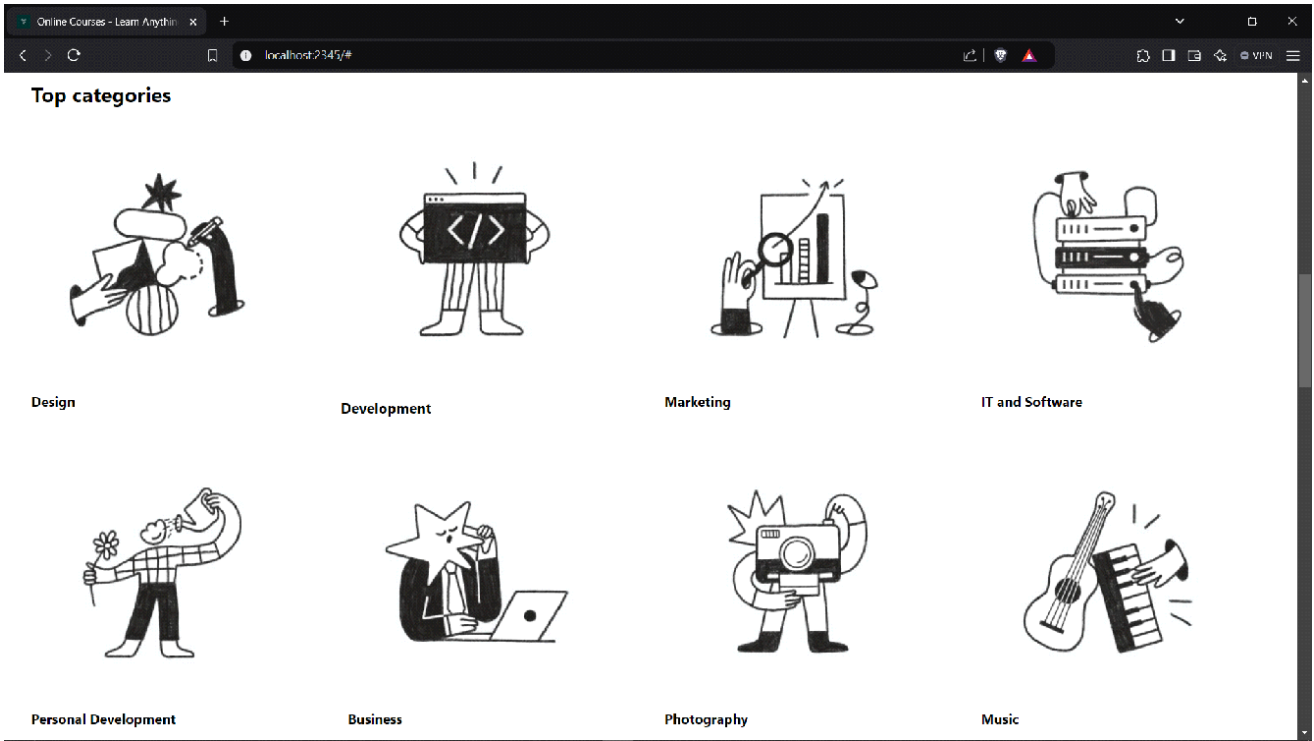 Online Courses - Learn Anythin
localhost:2345/#
VPN
Top categories
</>
Design
Development
Marketing
IT and Software
Personal Development
Business
Photography
Music